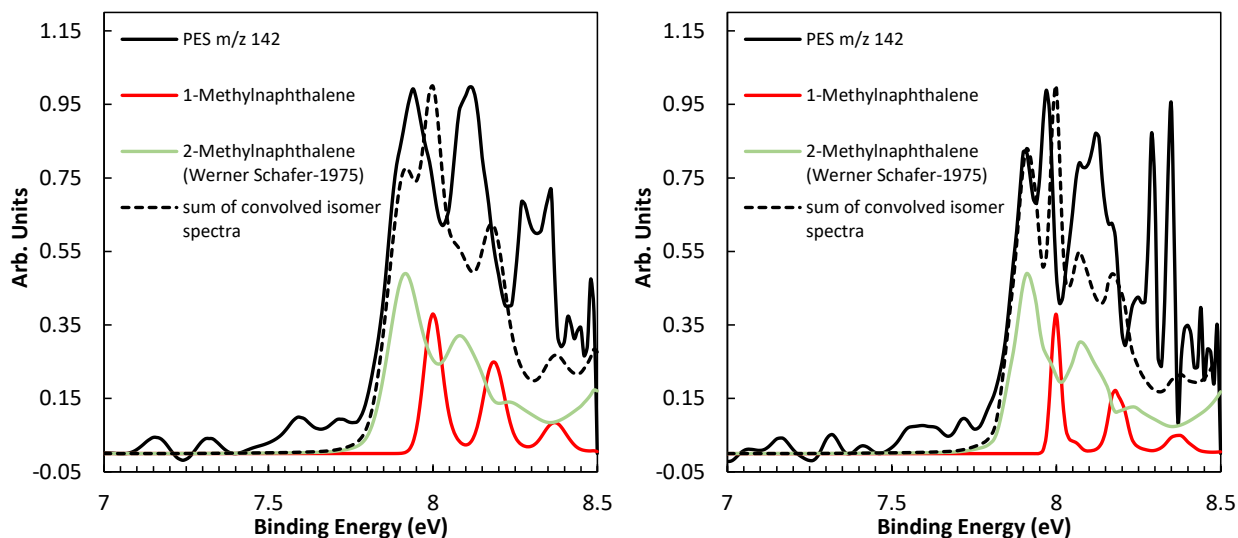 1.15
0.95
0.75
0.55
0.35
0.15
-0.05
Arb. Units
PES m/z 142
1-Methylnaphthalene
2-Methylnaphthalene
(Werner Schafer-1975)
sum of convolved isomer
spectra
7
7.5
8
8.5
Binding Energy (eV)
1.15
0.95
0.75
0.55
0.35
0.15
-0.05
Arb. Units
PES m/z 142
1-Methylnaphthalene
2-Methylnaphthalene
(Werner Schafer-1975)
sum of convolved isomer
spectra
7
7.5
8
8.5
Binding Energy (eV)